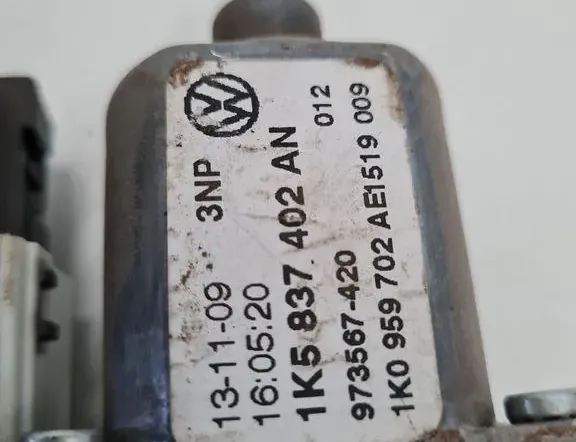 13-11-09 3NP
16:05:20
1K5 837 402 AN
973567-420 012
1K0 959 702 AE1519 009